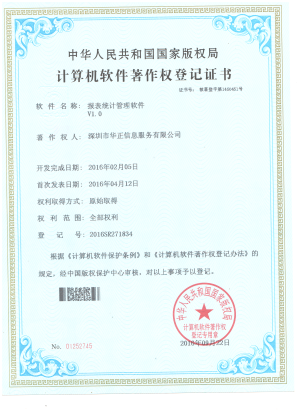 中华人民共和国国家版权局
计算机软件著作权登记证书
证书号： 软著登字第1450451号
软件名称： 报表统计管理软件
V1.0
著作权人： 深圳市华正信息服务有限公司
开发完成日期： 2016年02月05日
首次发表日期： 2016年04月12日
权利取得方式： 原始取得
权利范围： 全部权利
登记号： 2016SR271834
根据《计算机软件保护条例》和《计算机软件著作权登记办法》的
规定，经中国版权保护中心审核，对以上事项予以登记。
中华人民共和国国家版权局
计算机软件著作权
登记专用章
No. 01202745
2016年09月22日